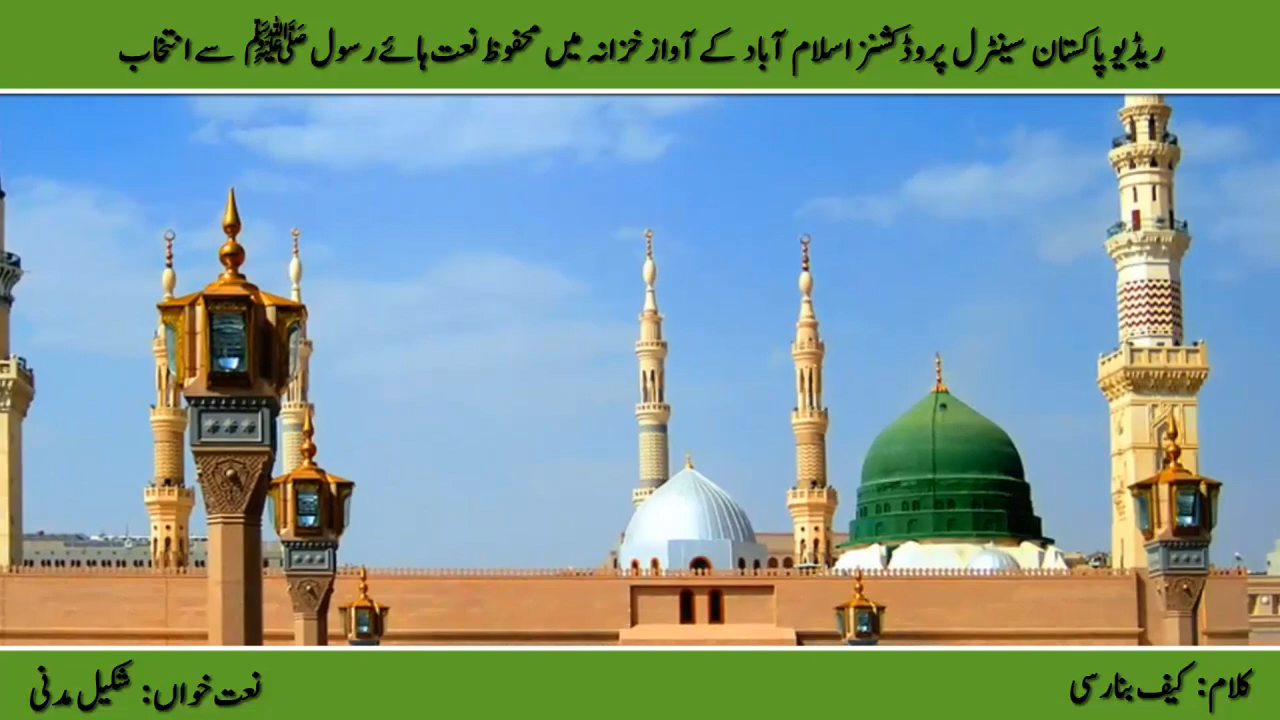 ریڈیو پاکستان سینٹرل پروڈکشنز اسلام آباد کے آواز خزانہ میں محفوظ نعت ہائے رسول ﷺ سے انتخاب
کلام: کیف بنارسی
نعت خواں: شکیل مدنی